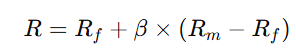 R = R_f + β × (R_m − R_f)